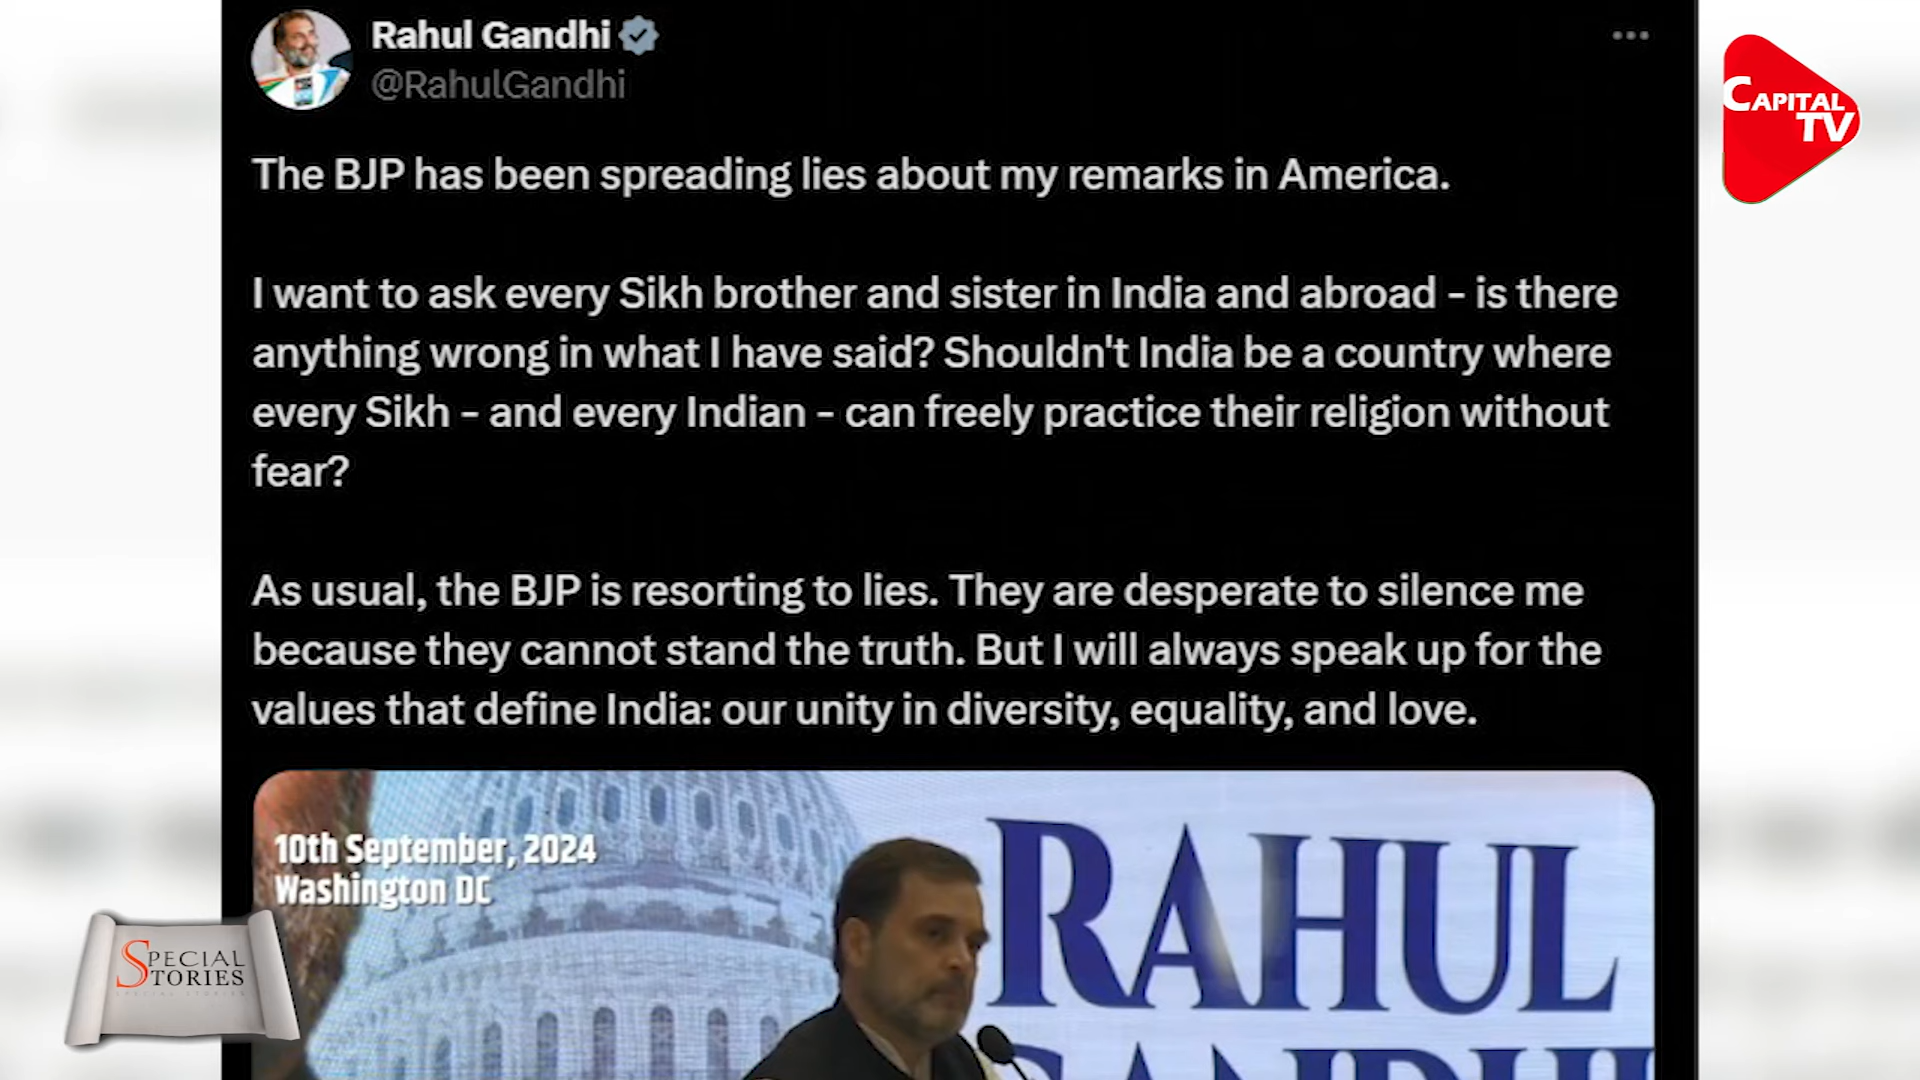 Rahul Gandhi
@RahulGandhi
CAPITAL
TV
The BJP has been spreading lies about my remarks in America.
I want to ask every Sikh brother and sister in India and abroad - is there
anything wrong in what I have said? Shouldn't India be a country where
every Sikh - and every Indian - can freely practice their religion without
fear?
As usual, the BJP is resorting to lies. They are desperate to silence me
because they cannot stand the truth. But I will always speak up for the
values that define India: our unity in diversity, equality, and love.
10th September, 2024
Washington DC
RAHUL
GANDHI
SPECIAL
STORIES
SPECIAL STORIES